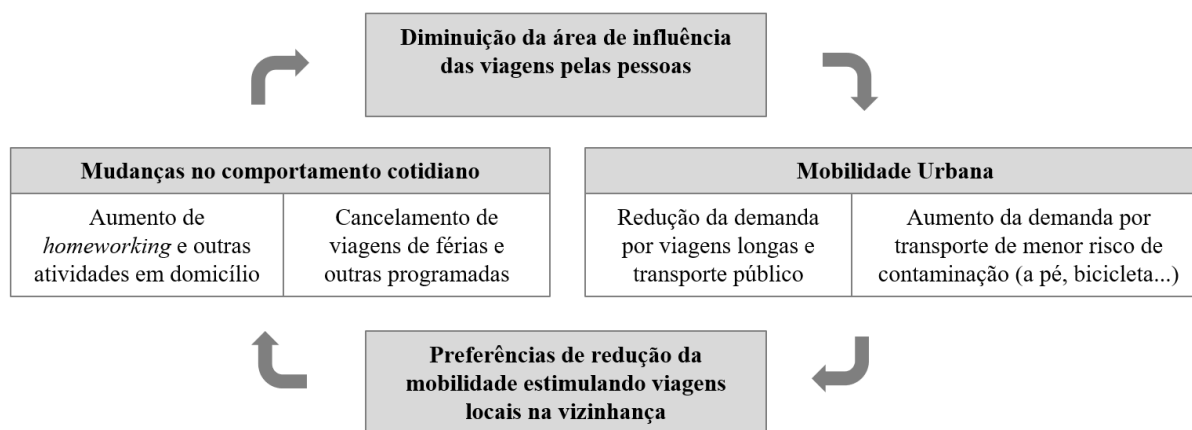 Diminuição da área de influência
das viagens pelas pessoas
Mudanças no comportamento cotidiano
Aumento de
homeworking e outras
atividades em domicílio
Cancelamento de
viagens de férias e
outras programadas
Mobilidade Urbana
Redução da demanda
por viagens longas e
transporte público
Aumento da demanda por
transporte de menor risco de
contaminação (a pé, bicicleta...)
Preferências de redução da
mobilidade estimulando viagens
locais na vizinhança